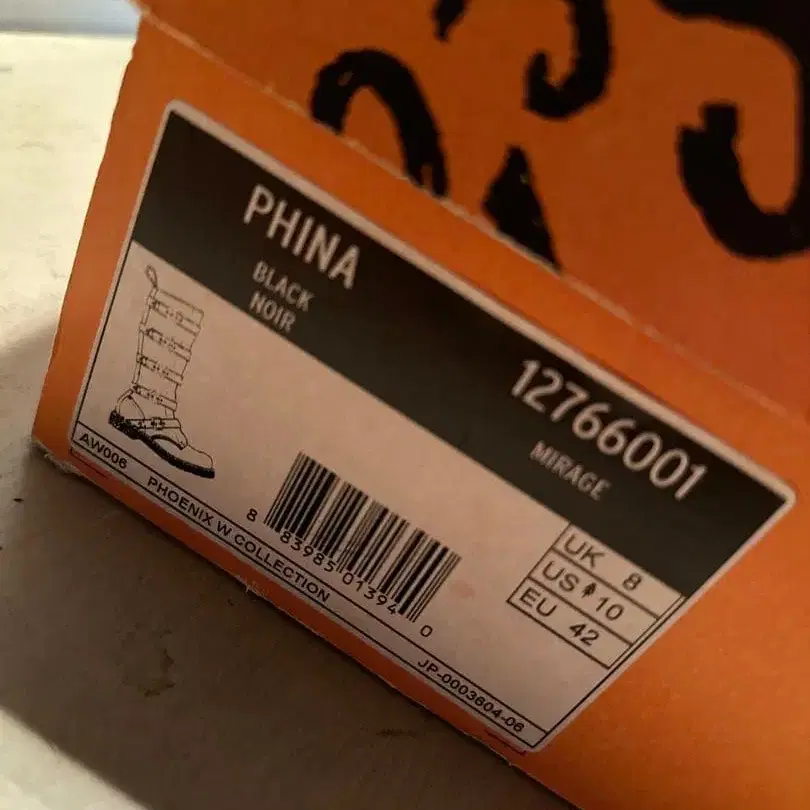 PHINA
BLACK
NOIR
12766001
MIRAGE
UK 8
US 10
EU 42
8 83985 01394 0
AW006
PHOENIX W COLLECTION
JP-0003604-06